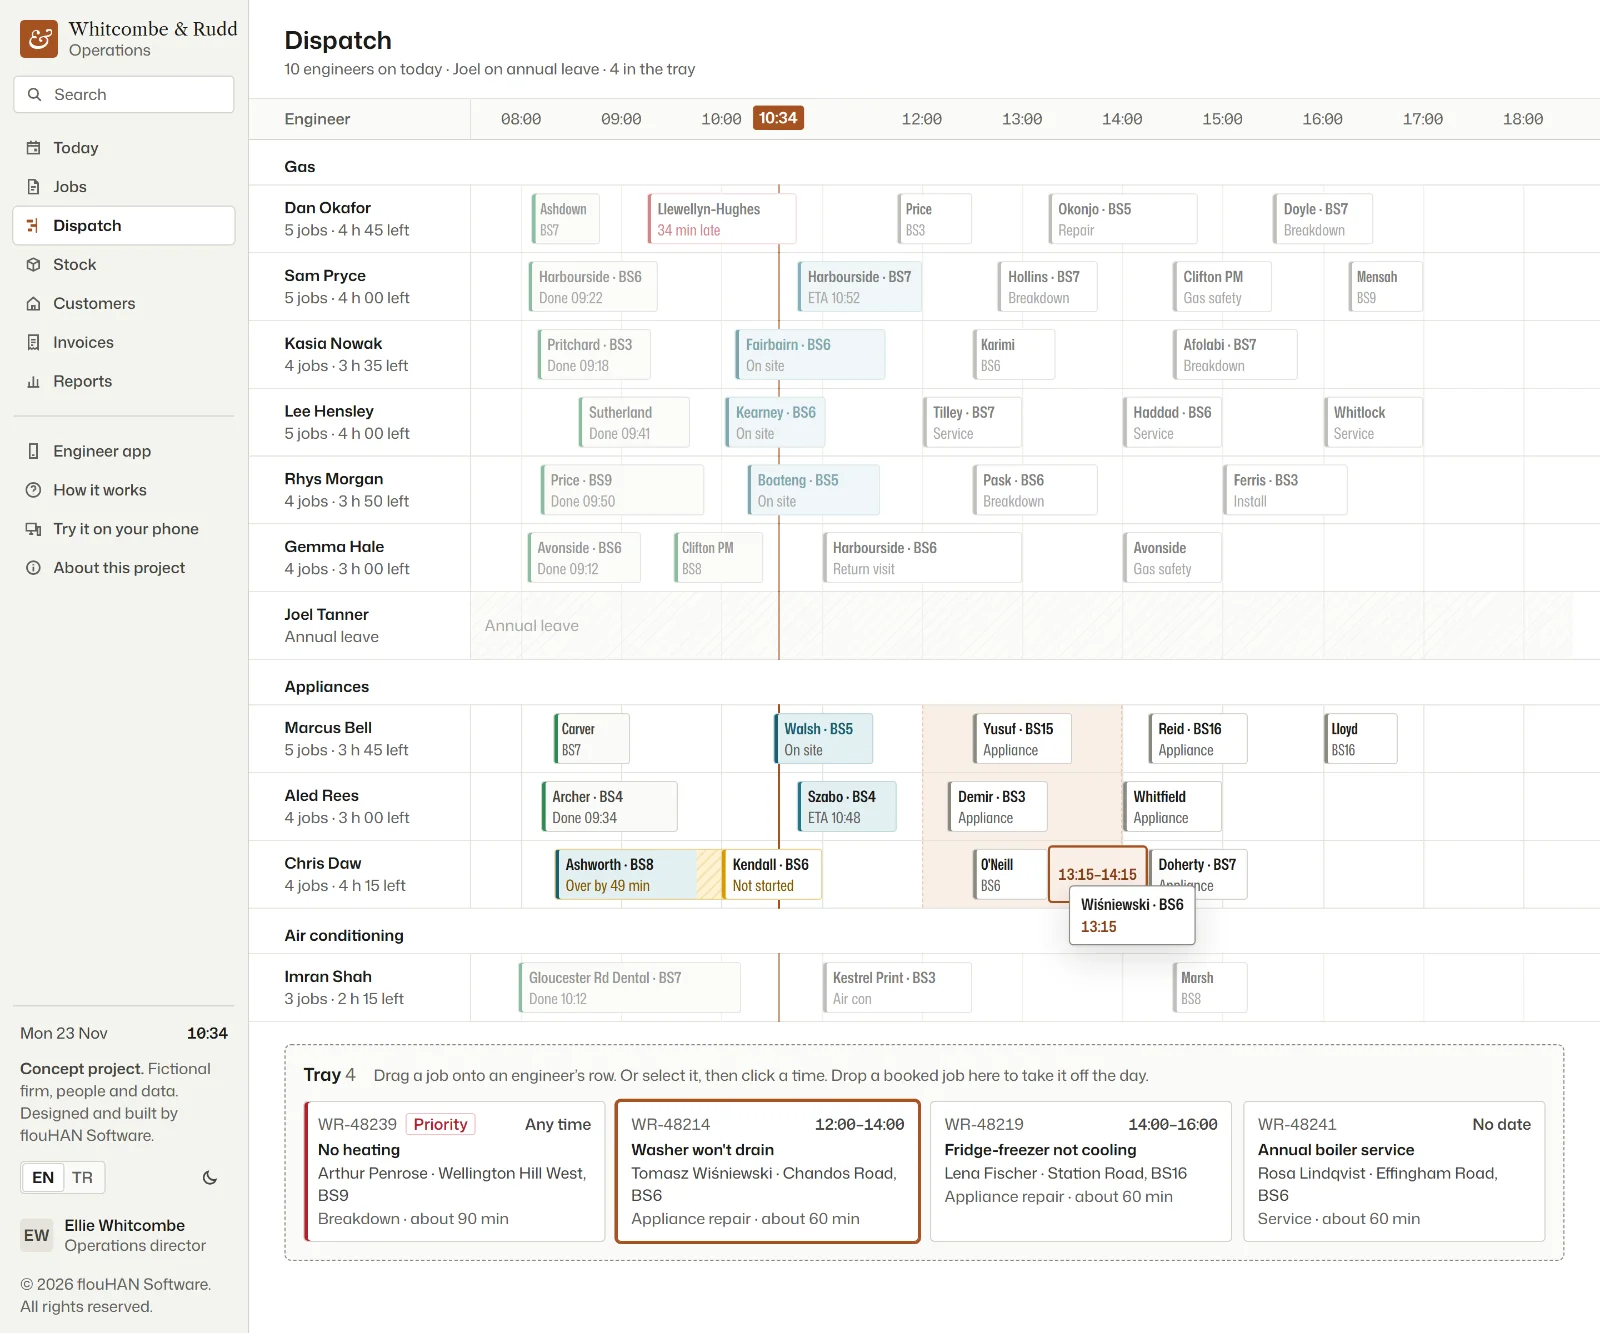 Whitcombe & Rudd
Operations
Search
Today
Jobs
Dispatch
Stock
Customers
Invoices
Reports
Engineer app
How it works
Try it on your phone
About this project
Mon 23 Nov 10:34
Concept project. Fictional
firm, people and data.
Designed and built by
flouHAN Software.
EN TR
EW
Ellie Whitcombe
Operations director
© 2026 flouHAN Software.
All rights reserved.
Dispatch
10 engineers on today · Joel on annual leave · 4 in the tray
Engineer 08:00 09:00 10:00 10:34 12:00 13:00 14:00 15:00 16:00 17:00 18:00
Gas
Dan Okafor
5 jobs · 4 h 45 left
Ashdown
BS7
Llewellyn-Hughes
34 min late
Price
BS3
Okonjo · BS5
Repair
Doyle · BS7
Breakdown
Sam Pryce
5 jobs · 4 h 00 left
Harbourside · BS6
Done 09:22
Harbourside · BS7
ETA 10:52
Hollins · BS7
Breakdown
Clifton PM
Gas safety
Mensah
BS9
Kasia Nowak
4 jobs · 3 h 35 left
Pritchard · BS3
Done 09:18
Fairbairn · BS6
On site
Karimi
BS6
Afolabi · BS7
Breakdown
Lee Hensley
5 jobs · 4 h 00 left
Sutherland
Done 09:41
Kearney · BS6
On site
Tilley · BS7
Service
Haddad · BS6
Service
Whitlock
Service
Rhys Morgan
4 jobs · 3 h 50 left
Price · BS9
Done 09:50
Boateng · BS5
On site
Pask · BS6
Breakdown
Ferris · BS3
Install
Gemma Hale
4 jobs · 3 h 00 left
Avonside · BS6
Done 09:12
Clifton PM
BS8
Harbourside · BS6
Return visit
Avonside
Gas safety
Joel Tanner
Annual leave
Annual leave
Appliances
Marcus Bell
5 jobs · 3 h 45 left
Carver
BS7
Walsh · BS5
On site
Yusuf · BS15
Appliance
Reid · BS16
Appliance
Lloyd
BS16
Aled Rees
4 jobs · 3 h 00 left
Archer · BS4
Done 09:34
Szabo · BS4
ETA 10:48
Demir · BS3
Appliance
Whitfield
Appliance
Chris Daw
4 jobs · 4 h 15 left
Ashworth · BS8
Over by 49 min
Kendall · BS6
Not started
O'Neill
BS6
13:15–14:15
Doherty · BS7
Appliance
Wiśniewski · BS6
13:15
Air conditioning
Imran Shah
3 jobs · 2 h 15 left
Gloucester Rd Dental · BS7
Done 10:12
Kestrel Print · BS3
Air con
Marsh
BS8
Tray 4 Drag a job onto an engineer's row. Or select it, then click a time. Drop a booked job here to take it off the day.
WR-48239 Priority Any time
No heating
Arthur Penrose · Wellington Hill West,
BS9
Breakdown · about 90 min
WR-48214 12:00–14:00
Washer won't drain
Tomasz Wiśniewski · Chandos Road,
BS6
Appliance repair · about 60 min
WR-48219 14:00–16:00
Fridge-freezer not cooling
Lena Fischer · Station Road, BS16
Appliance repair · about 60 min
WR-48241 No date
Annual boiler service
Rosa Lindqvist · Effingham Road,
BS6
Service · about 60 min